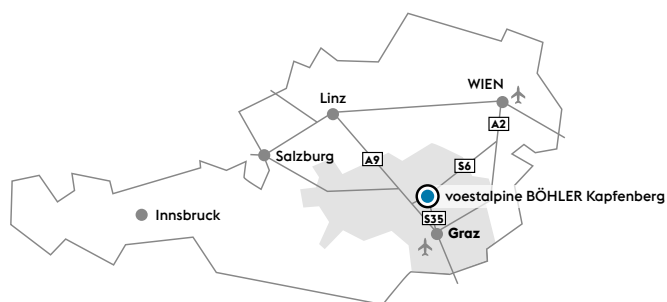 WIEN
Linz
A2
Salzburg
A9
S6
voestalpine BÖHLER Kapfenberg
Innsbruck
S35
Graz